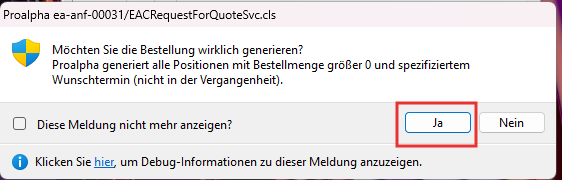 Proalpha ea-anf-00031/EACRequestForQuoteSvc.cls
Möchten Sie die Bestellung wirklich generieren?
Proalpha generiert alle Positionen mit Bestellmenge größer 0 und spezifiziertem
Wunschtermin (nicht in der Vergangenheit).
Diese Meldung nicht mehr anzeigen?
Ja
Nein
Klicken Sie hier, um Debug-Informationen zu dieser Meldung anzuzeigen.